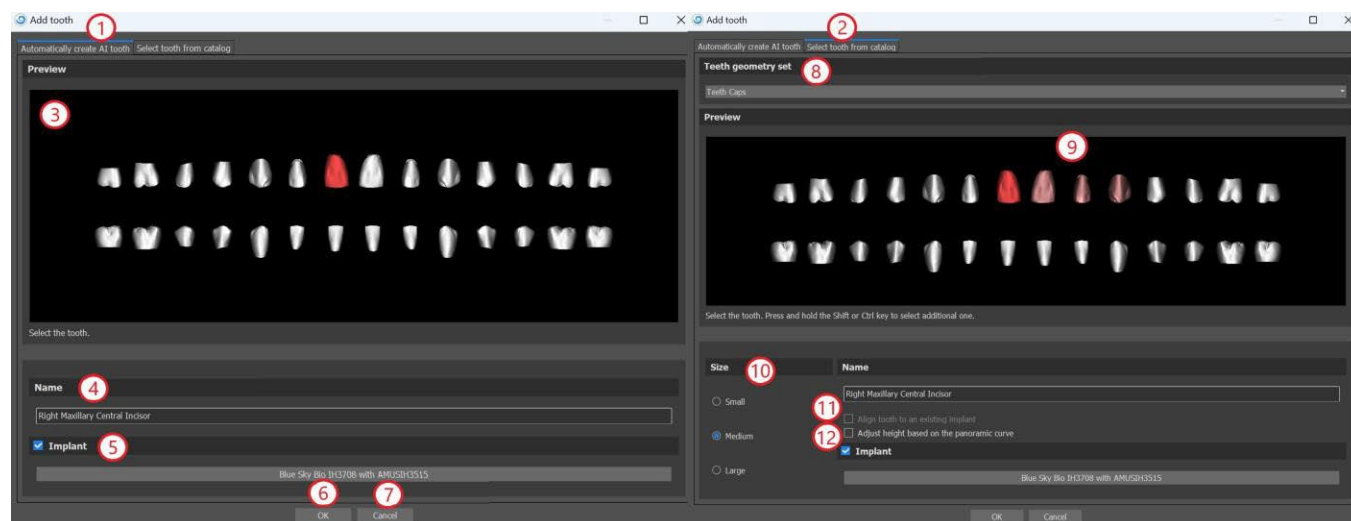 Add tooth
1
Automatically create AI tooth Select tooth from catalog
Preview
3
Select the tooth.
Name 4
Right Maxillary Central Incisor
Implant 5
Blue Sky Bio IH3708 with AMUSIH3515
6 7
OK Cancel
Add tooth
2
Automatically create AI tooth Select tooth from catalog
Teeth geometry set 8
Teeth Caps
Preview
9
Select the tooth. Press and hold the Shift or Ctrl key to select additional one.
Size 10
Small
Medium
Large
Name
Right Maxillary Central Incisor
11 Align tooth to an existing implant
12 Adjust height based on the panoramic curve
Implant
Blue Sky Bio IH3708 with AMUSIH3515
OK Cancel